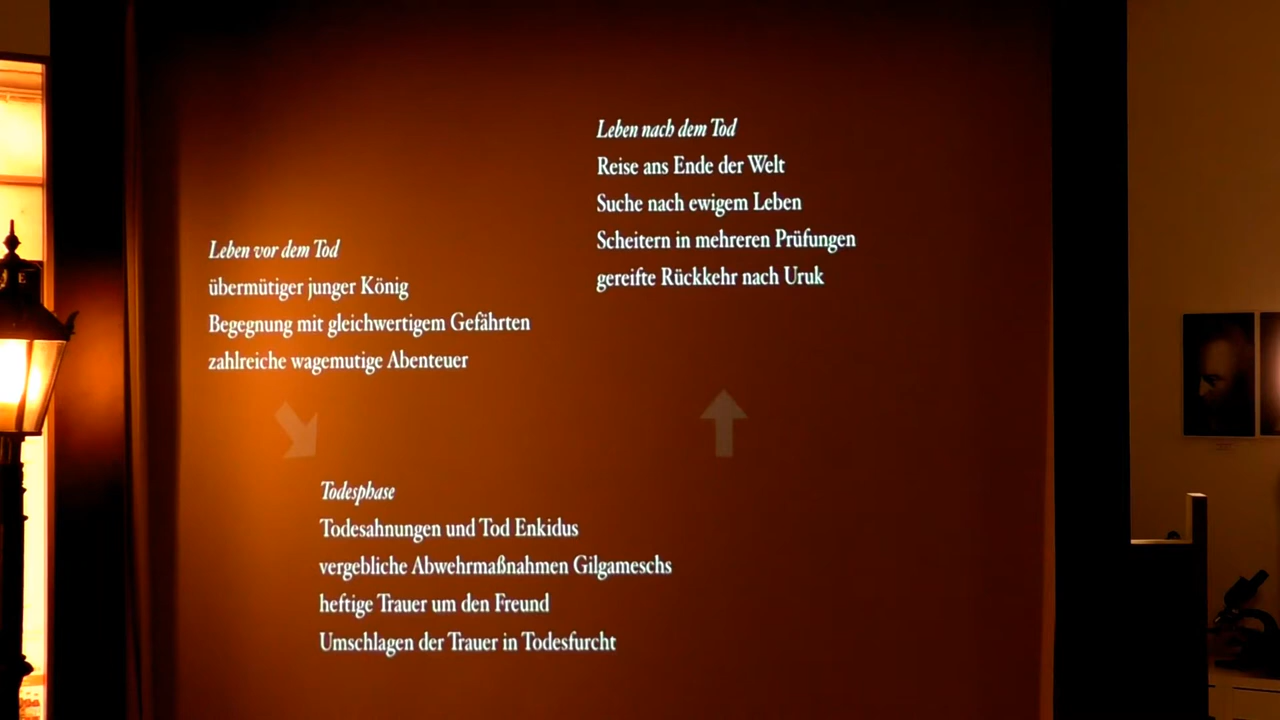 Leben vor dem Tod
übermütiger junger König
Begegnung mit gleichwertigem Gefährten
zahlreiche wagemutige Abenteuer
Todesphase
Todesahnungen und Tod Enkidus
vergebliche Abwehrmaßnahmen Gilgameschs
heftige Trauer um den Freund
Umschlagen der Trauer in Todesfurcht
Leben nach dem Tod
Reise ans Ende der Welt
Suche nach ewigem Leben
Scheitern in mehreren Prüfungen
gereifte Rückkehr nach Uruk